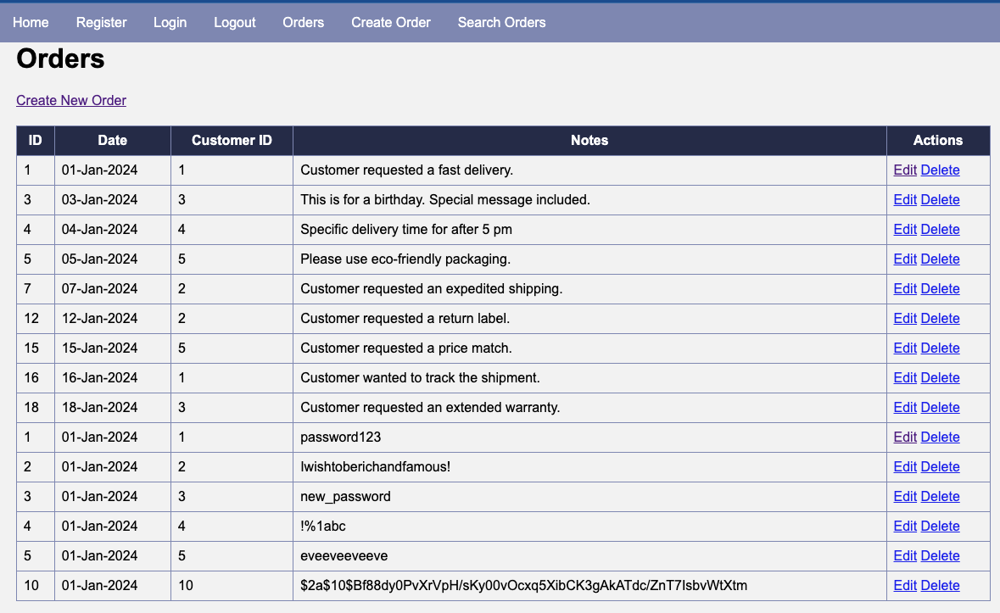 Home Register Login Logout Orders Create Order Search Orders
Orders
Create New Order
ID Date Customer ID Notes Actions
1 01-Jan-2024 1 Customer requested a fast delivery. Edit Delete
3 03-Jan-2024 3 This is for a birthday. Special message included. Edit Delete
4 04-Jan-2024 4 Specific delivery time for after 5 pm Edit Delete
5 05-Jan-2024 5 Please use eco-friendly packaging. Edit Delete
7 07-Jan-2024 2 Customer requested an expedited shipping. Edit Delete
12 12-Jan-2024 2 Customer requested a return label. Edit Delete
15 15-Jan-2024 5 Customer requested a price match. Edit Delete
16 16-Jan-2024 1 Customer wanted to track the shipment. Edit Delete
18 18-Jan-2024 3 Customer requested an extended warranty. Edit Delete
1 01-Jan-2024 1 password123 Edit Delete
2 01-Jan-2024 2 Iwishtoberichandfamous! Edit Delete
3 01-Jan-2024 3 new_password Edit Delete
4 01-Jan-2024 4 !%1abc Edit Delete
5 01-Jan-2024 5 eveeveeveeve Edit Delete
10 01-Jan-2024 10 $2a$10$Bf88dy0PvXrVpH/sKy00vOcxq5XibCK3gAkATdc/ZnT7IsbvWtXtm Edit Delete